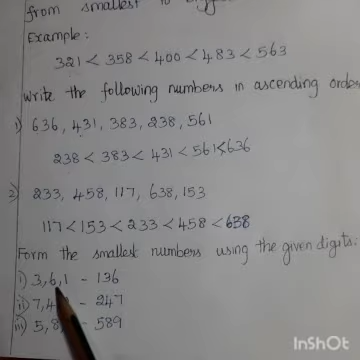 from smallest to
Example:
321 < 358 < 400 < 483 < 563
Write the following numbers in ascending order
1) 636, 431, 383, 238, 561
238 < 383 < 431 < 561 < 636
2) 233, 458, 117, 638, 153
117 < 153 < 233 < 458 < 638
Form the smallest numbers using the given digits:
i) 3, 6, 1 - 136
ii) 7, 4 - 247
iii) 5, 8 - 589
InShOt